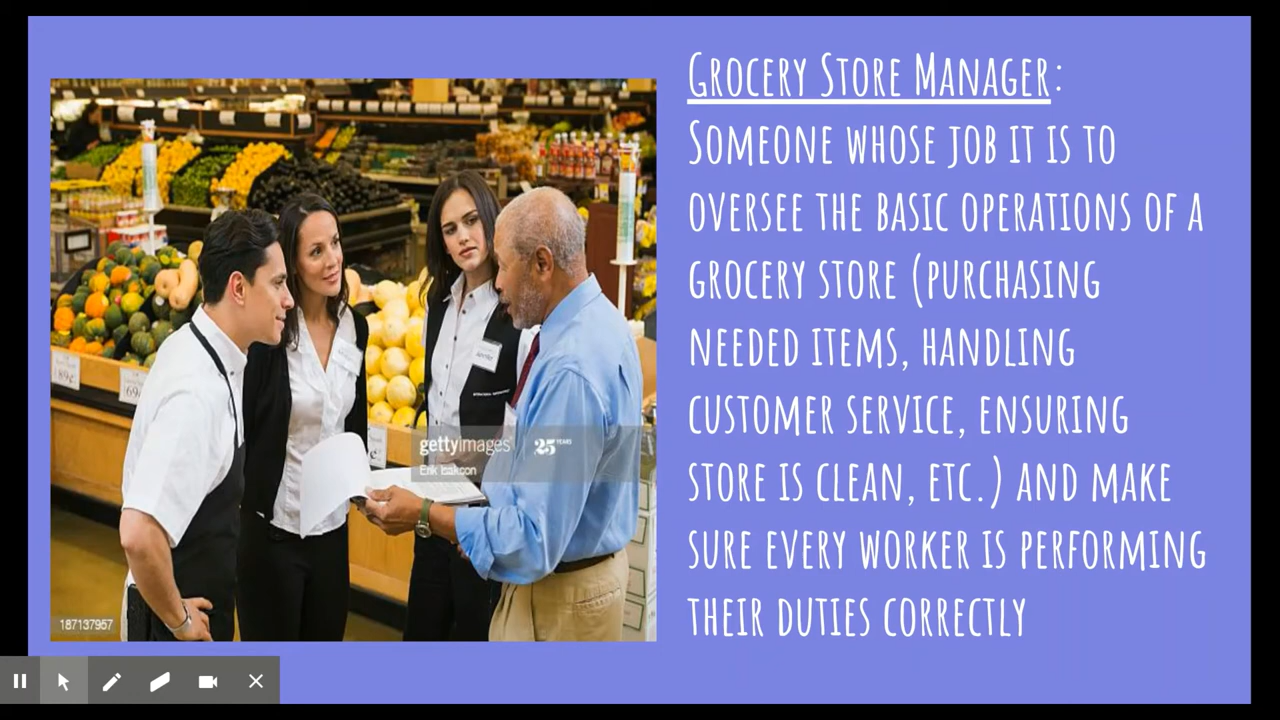 GROCERY STORE MANAGER:
SOMEONE WHOSE JOB IT IS TO
OVERSEE THE BASIC OPERATIONS OF A
GROCERY STORE (PURCHASING
NEEDED ITEMS, HANDLING
CUSTOMER SERVICE, ENSURING
STORE IS CLEAN, ETC.) AND MAKE
SURE EVERY WORKER IS PERFORMING
THEIR DUTIES CORRECTLY
89¢
69
gettyimages® 25 YEARS
Erik Isakson
187137957